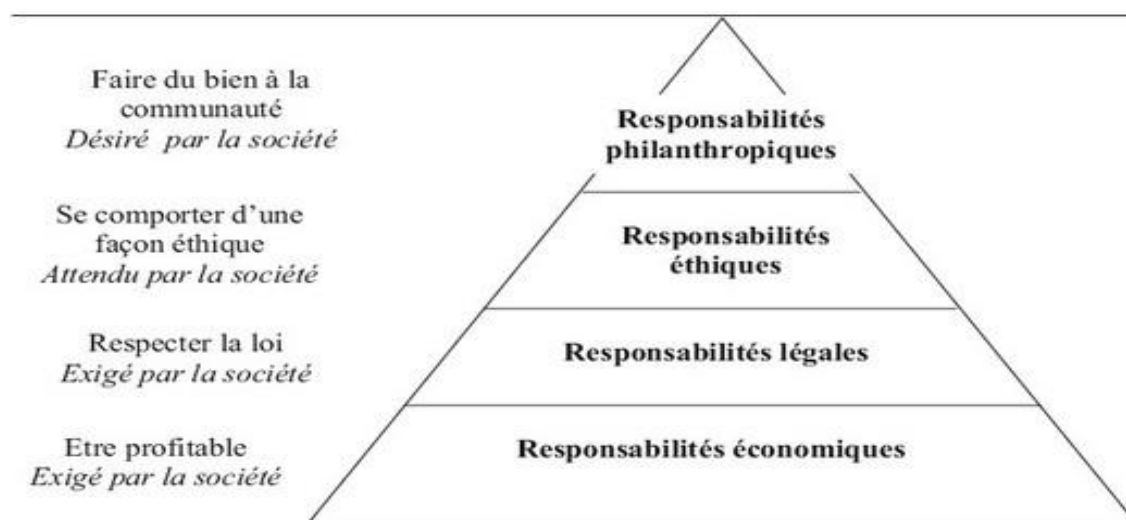 Faire du bien à la
communauté
Désiré par la société
Responsabilités
philanthropiques
Se comporter d'une
façon éthique
Attendu par la société
Responsabilités
éthiques
Respecter la loi
Exigé par la société
Responsabilités légales
Etre profitable
Exigé par la société
Responsabilités économiques